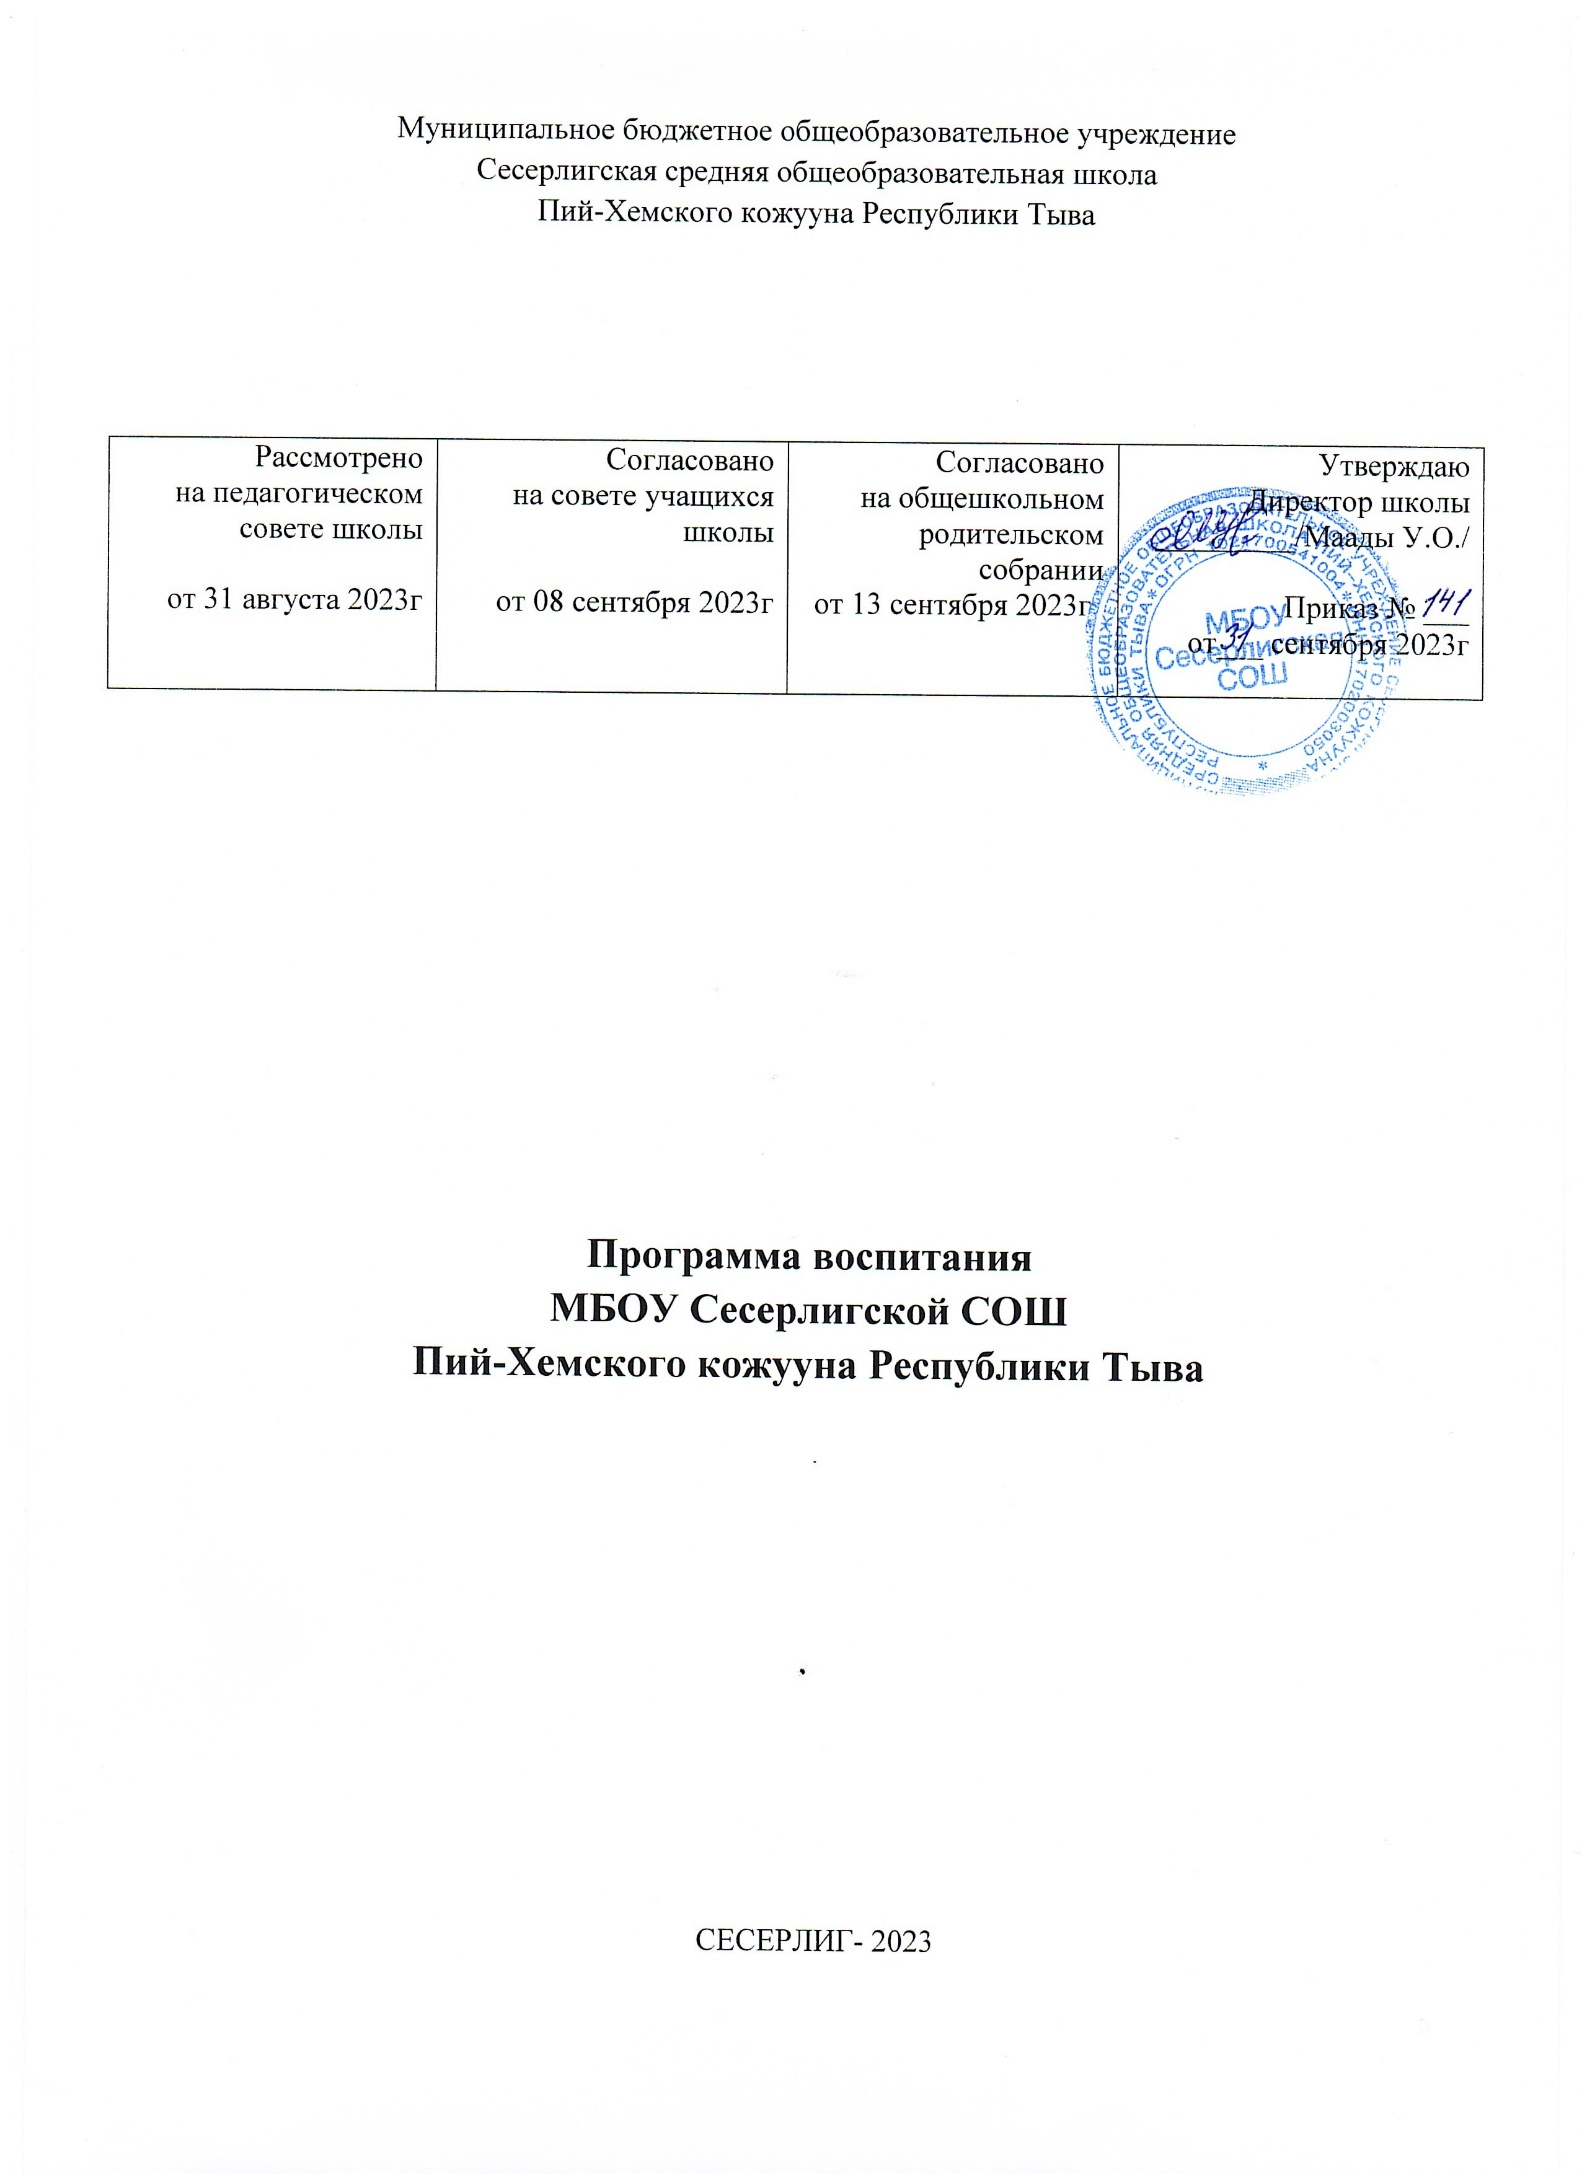 Муниципальное бюджетное общеобразовательное учреждение
Сесерлигская средняя общеобразовательная школа
Пий-Хемского кожууна Республики Тыва
Рассмотрено
на педагогическом
совете школы
от 31 августа 2023г
Согласовано
на совете учащихся
школы
от 08 сентября 2023г
Согласовано
на общешкольном
родительском
собрании
от 13 сентября 2023г
Утверждаю
Директор школы
/Маады У.О./
Приказ № 141
от 31 сентября 2023г
МБОУ
Сесерлигская
СОШ
Программа воспитания
МБОУ Сесерлигской СОШ
Пий-Хемского кожууна Республики Тыва
СЕСЕРЛИГ- 2023